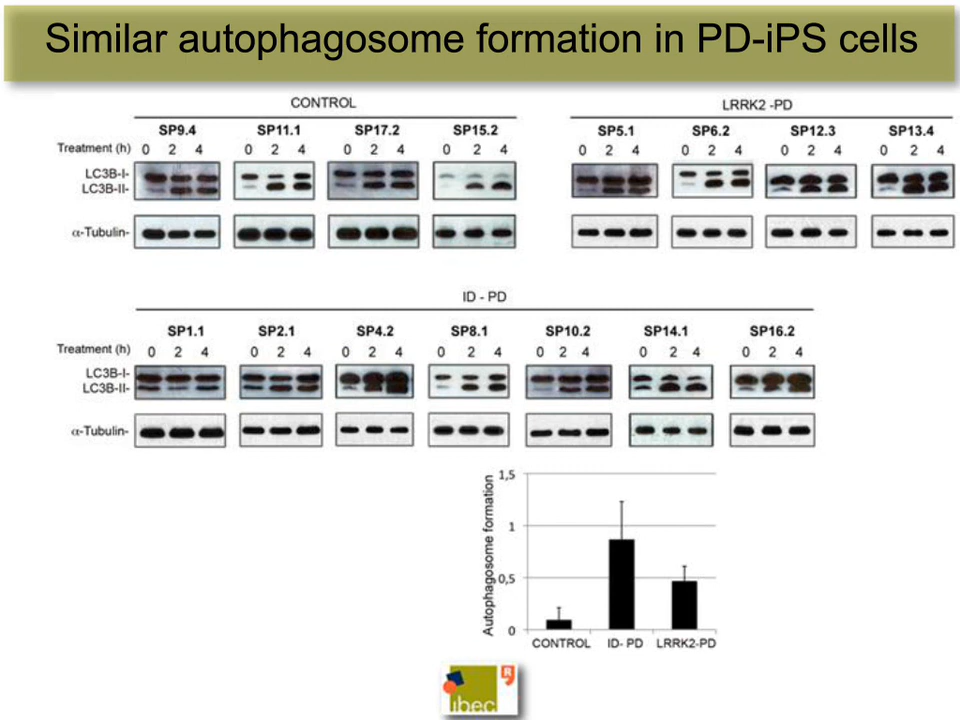 Similar autophagosome formation in PD-iPS cells
CONTROL
LRRK2 -PD
SP9.4 SP11.1 SP17.2 SP15.2
SP5.1 SP6.2 SP12.3 SP13.4
Treatment (h) 0 2 4 0 2 4 0 2 4 0 2 4
0 2 4 0 2 4 0 2 4 0 2 4
LC3B-I-
LC3B-II-
α-Tubulin-
ID - PD
SP1.1 SP2.1 SP4.2 SP8.1 SP10.2 SP14.1 SP16.2
Treatment (h) 0 2 4 0 2 4 0 2 4 0 2 4 0 2 4 0 2 4 0 2 4
LC3B-I-
LC3B-II-
α-Tubulin-
Autophagosome formation
1,5
1
0,5
0
CONTROL ID- PD LRRK2-PD
R
ibec